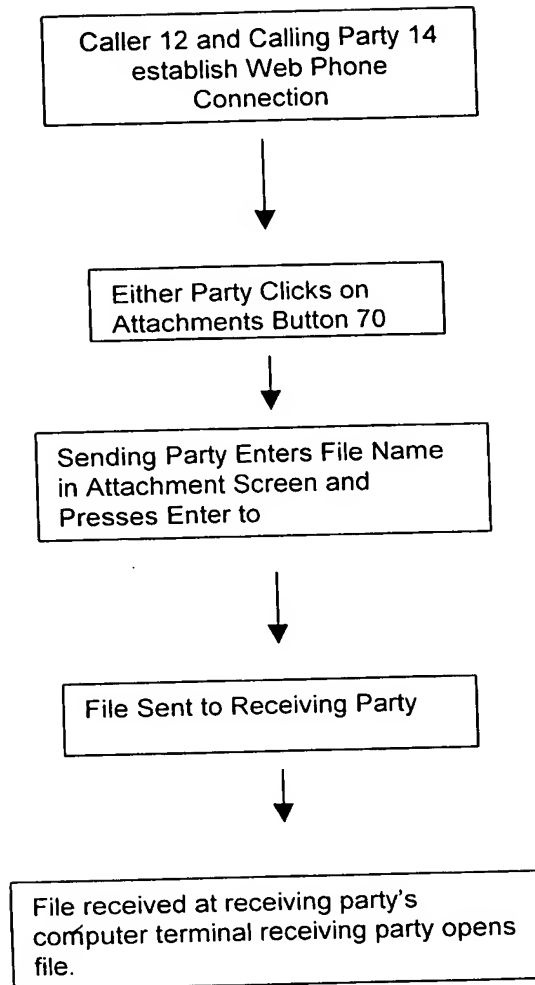 Caller 12 and Calling Party 14
establish Web Phone
Connection
Either Party Clicks on
Attachments Button 70
Sending Party Enters File Name
in Attachment Screen and
Presses Enter to
File Sent to Receiving Party
File received at receiving party's
computer terminal receiving party opens
file.